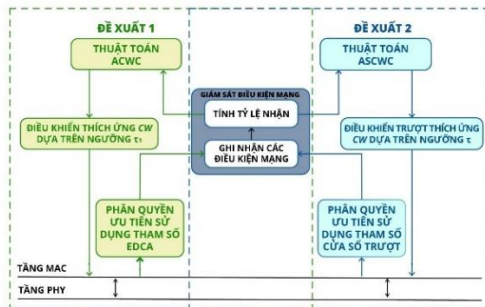 ĐỀ XUẤT 1
ĐỀ XUẤT 2
THUẬT TOÁN
ACWC
THUẬT TOÁN
ASCWC
GIÁM SÁT ĐIỀU KIỆN MẠNG
TÍNH TỶ LỆ NHẬN
GHI NHẬN CÁC
ĐIỀU KIỆN MẠNG
ĐIỀU KHIỂN THÍCH ỨNG CW
DỰA TRÊN NGƯỠNG τ₁
ĐIỀU KHIỂN TRƯỢT THÍCH ỨNG
CW DỰA TRÊN NGƯỠNG τ
PHÂN QUYỀN
ƯU TIÊN SỬ
DỤNG THAM SỐ
EDCA
PHÂN QUYỀN
ƯU TIÊN SỬ
DỤNG THAM SỐ
CỬA SỐ TRƯỢT
TẦNG MAC
TẦNG PHY